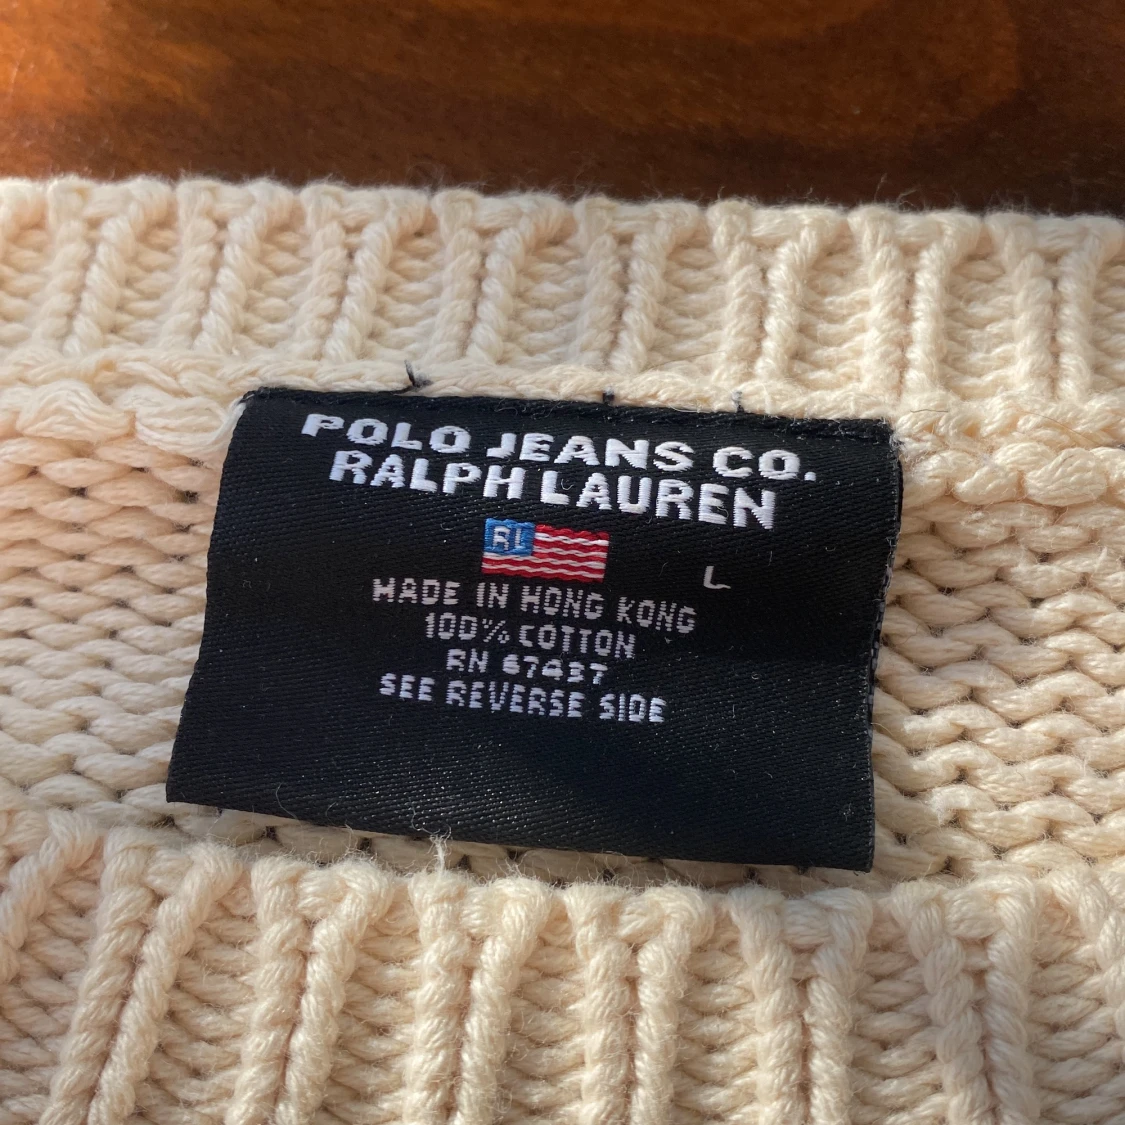 POLO JEANS CO.
RALPH LAUREN
RL
L
MADE IN HONG KONG
100% COTTON
RN 67437
SEE REVERSE SIDE